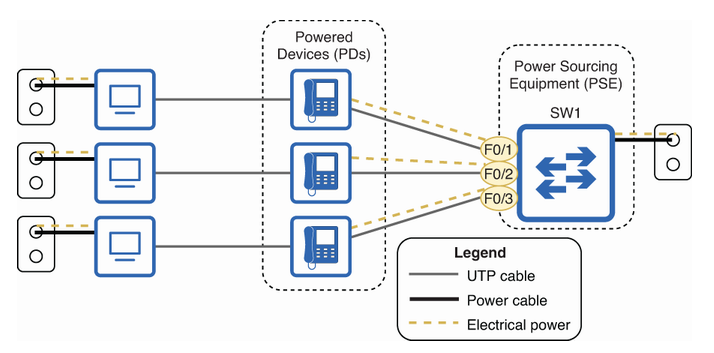 Powered
Devices (PDs)
Power Sourcing
Equipment (PSE)
SW1
F0/1
F0/2
F0/3
Legend
UTP cable
Power cable
Electrical power